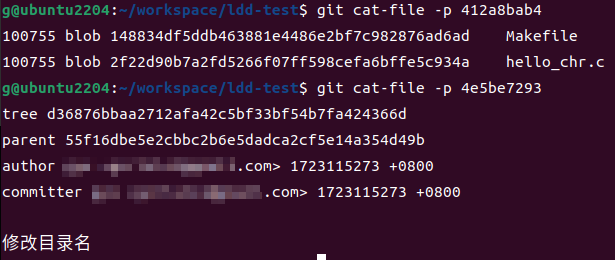 g@ubuntu2204:~/workspace/ldd-test$ git cat-file -p 412a8bab4
100755 blob 148834df5ddb463881e4486e2bf7c982876ad6ad Makefile
100755 blob 2f22d90b7a2fd5266f07ff598cefa6bffe5c934a hello_chr.c
g@ubuntu2204:~/workspace/ldd-test$ git cat-file -p 4e5be7293
tree d36876bbaa2712afa42c5bf33bf54b7fa424366d
parent 55f16dbe5e2cbbc2b6e5dadca2cf5e14a354d49b
author .com> 1723115273 +0800
committer .com> 1723115273 +0800
修改目录名